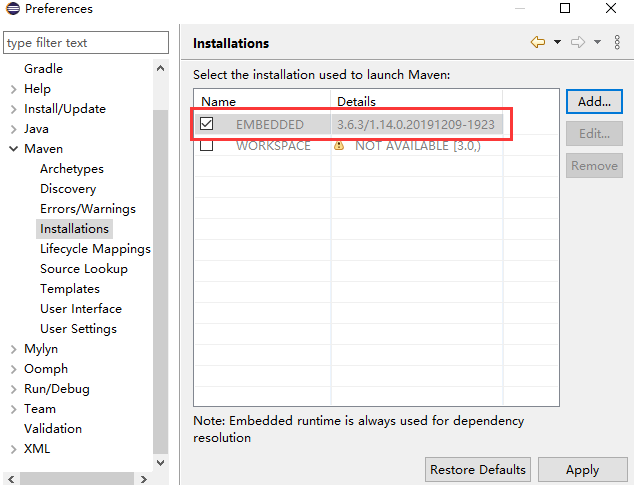 Preferences
type filter text
Gradle
Help
Install/Update
Java
Maven
Archetypes
Discovery
Errors/Warnings
Installations
Lifecycle Mappings
Source Lookup
Templates
User Interface
User Settings
Mylyn
Oomph
Run/Debug
Team
Validation
XML
Installations
Select the installation used to launch Maven:
Name Details
EMBEDDED 3.6.3/1.14.0.20191209-1923
WORKSPACE NOT AVAILABLE [3.0,)
Add...
Edit...
Remove
Note: Embedded runtime is always used for dependency
resolution
Restore Defaults Apply